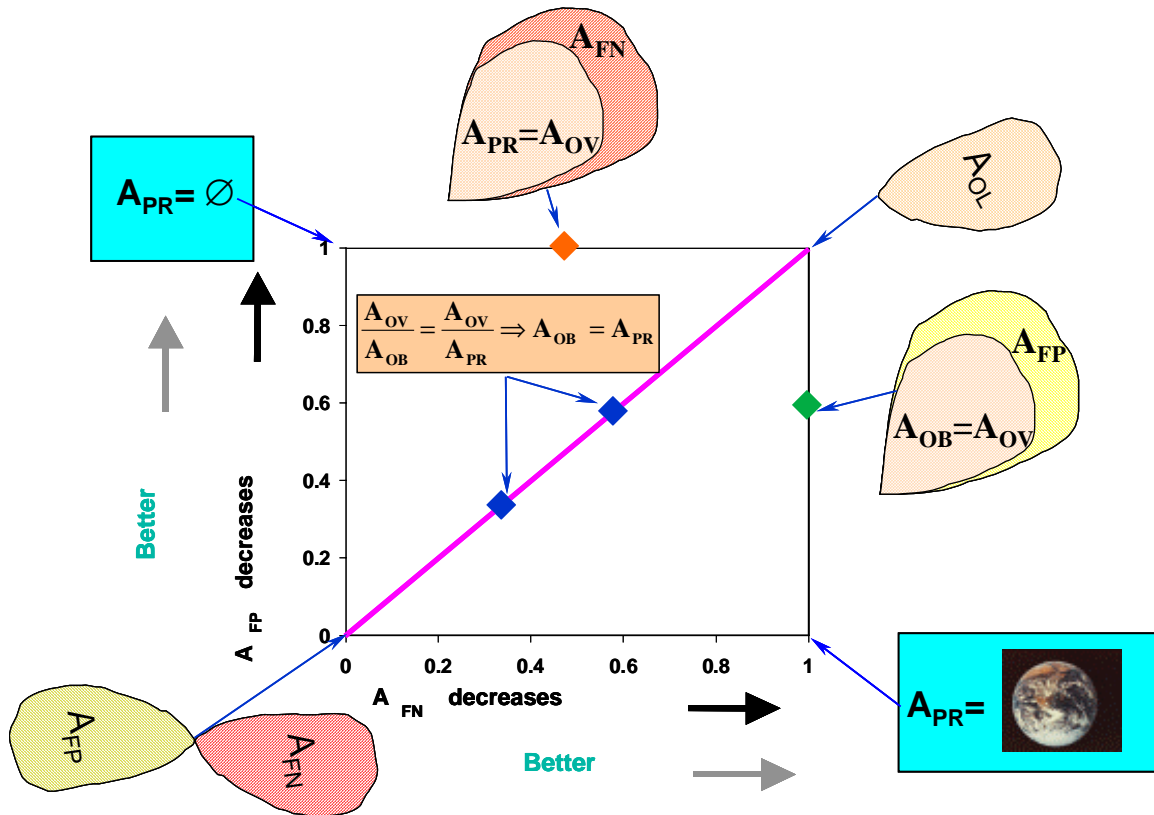 A_FN
A_PR=A_OV
A_PR= ∅
A_OL
1
0.8
0.6
0.4
0.2
0
A_OV/A_OB = A_OV/A_PR ⇒ A_OB = A_PR
A_FP
A_OB=A_OV
Better
A_FP decreases
0 0.2 0.4 0.6 0.8 1
A_FN decreases
A_PR=
A_FP
A_FN
Better